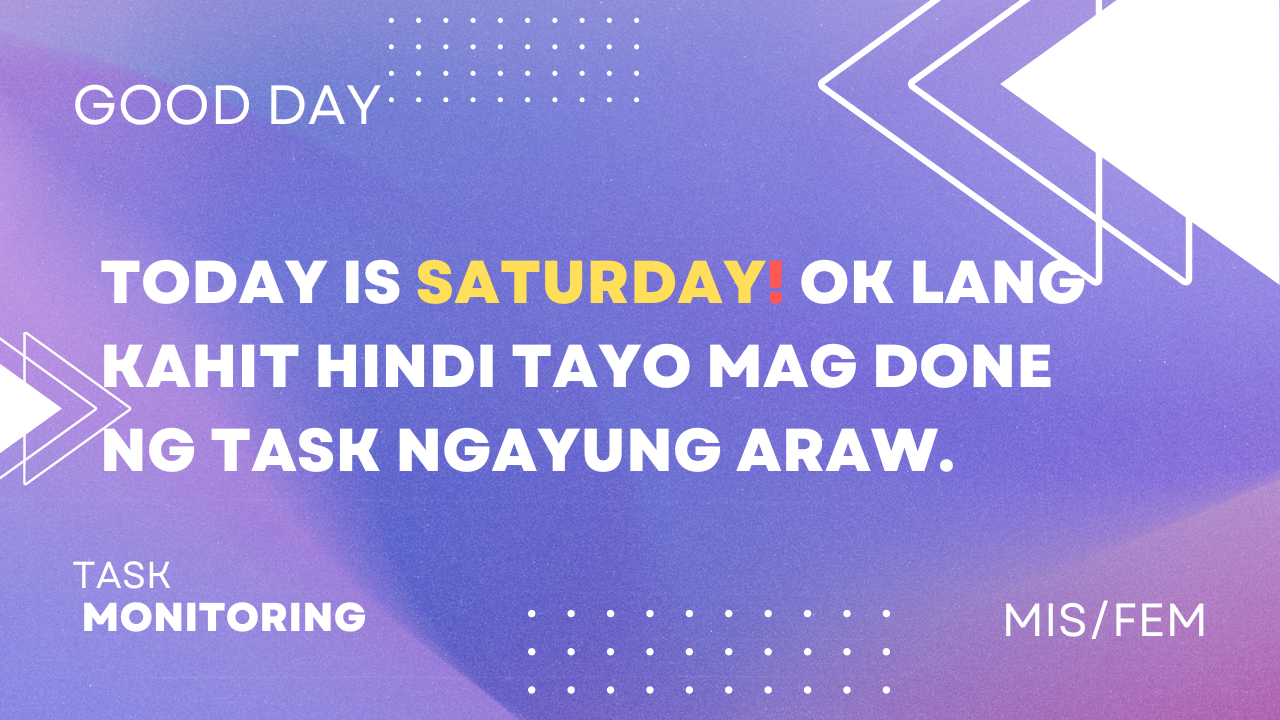 GOOD DAY
TODAY IS SATURDAY! OK LANG
KAHIT HINDI TAYO MAG DONE
NG TASK NGAYUNG ARAW.
TASK
MONITORING
MIS/FEM